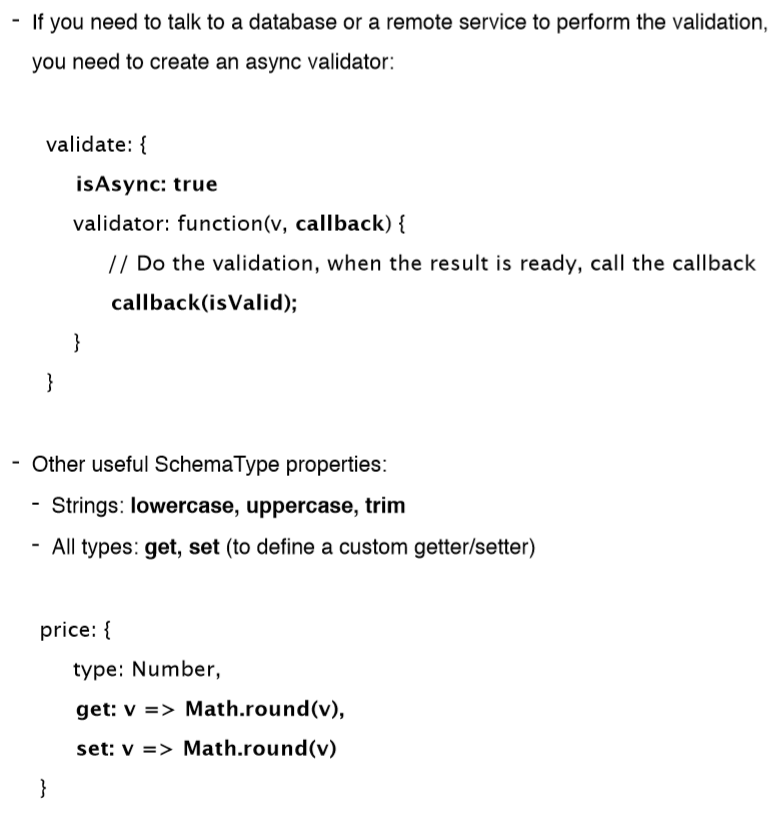 - If you need to talk to a database or a remote service to perform the validation,
you need to create an async validator:
validate: {
isAsync: true
validator: function(v, callback) {
// Do the validation, when the result is ready, call the callback
callback(isValid);
}
}
- Other useful SchemaType properties:
- Strings: lowercase, uppercase, trim
- All types: get, set (to define a custom getter/setter)
price: {
type: Number,
get: v => Math.round(v),
set: v => Math.round(v)
}